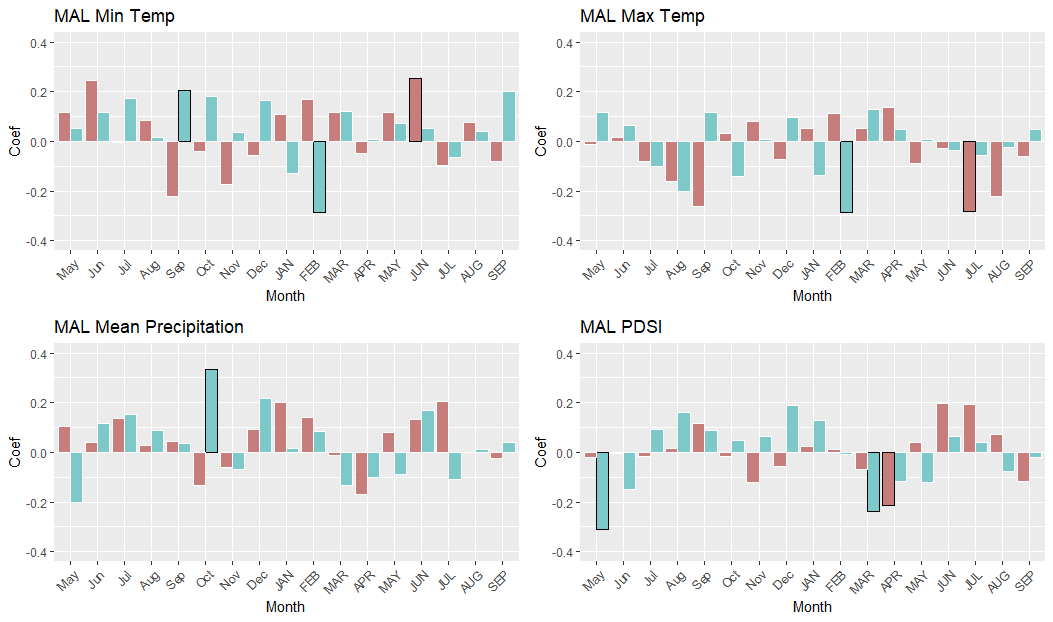 MAL Min Temp
Coef
0.4
0.2
0.0
-0.2
-0.4
May Jun Jul Aug Sep Oct Nov Dec JAN FEB MAR APR MAY JUN JUL AUG SEP
Month
MAL Max Temp
Coef
0.4
0.2
0.0
-0.2
-0.4
May Jun Jul Aug Sep Oct Nov Dec JAN FEB MAR APR MAY JUN JUL AUG SEP
Month
MAL Mean Precipitation
Coef
0.4
0.2
0.0
-0.2
-0.4
May Jun Jul Aug Sep Oct Nov Dec JAN FEB MAR APR MAY JUN JUL AUG SEP
Month
MAL PDSI
Coef
0.4
0.2
0.0
-0.2
-0.4
May Jun Jul Aug Sep Oct Nov Dec JAN FEB MAR APR MAY JUN JUL AUG SEP
Month